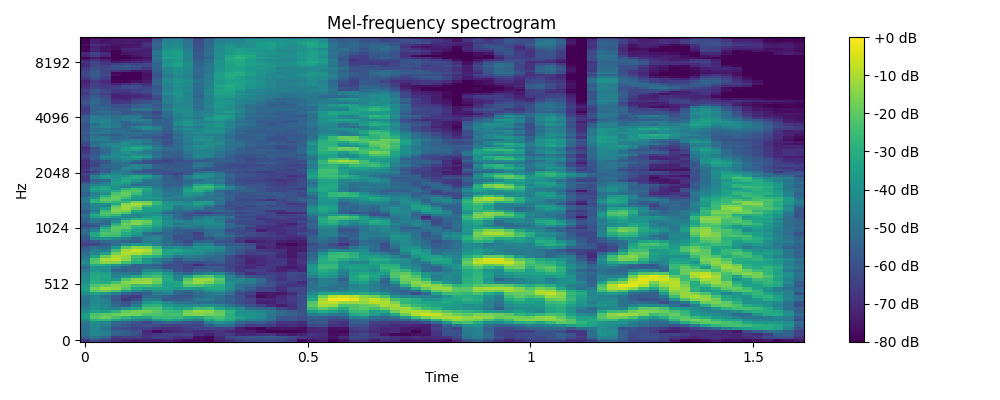 Mel-frequency spectrogram
8192
4096
2048
1024
512
0
Hz
0 0.5 1 1.5
Time
+0 dB
-10 dB
-20 dB
-30 dB
-40 dB
-50 dB
-60 dB
-70 dB
-80 dB